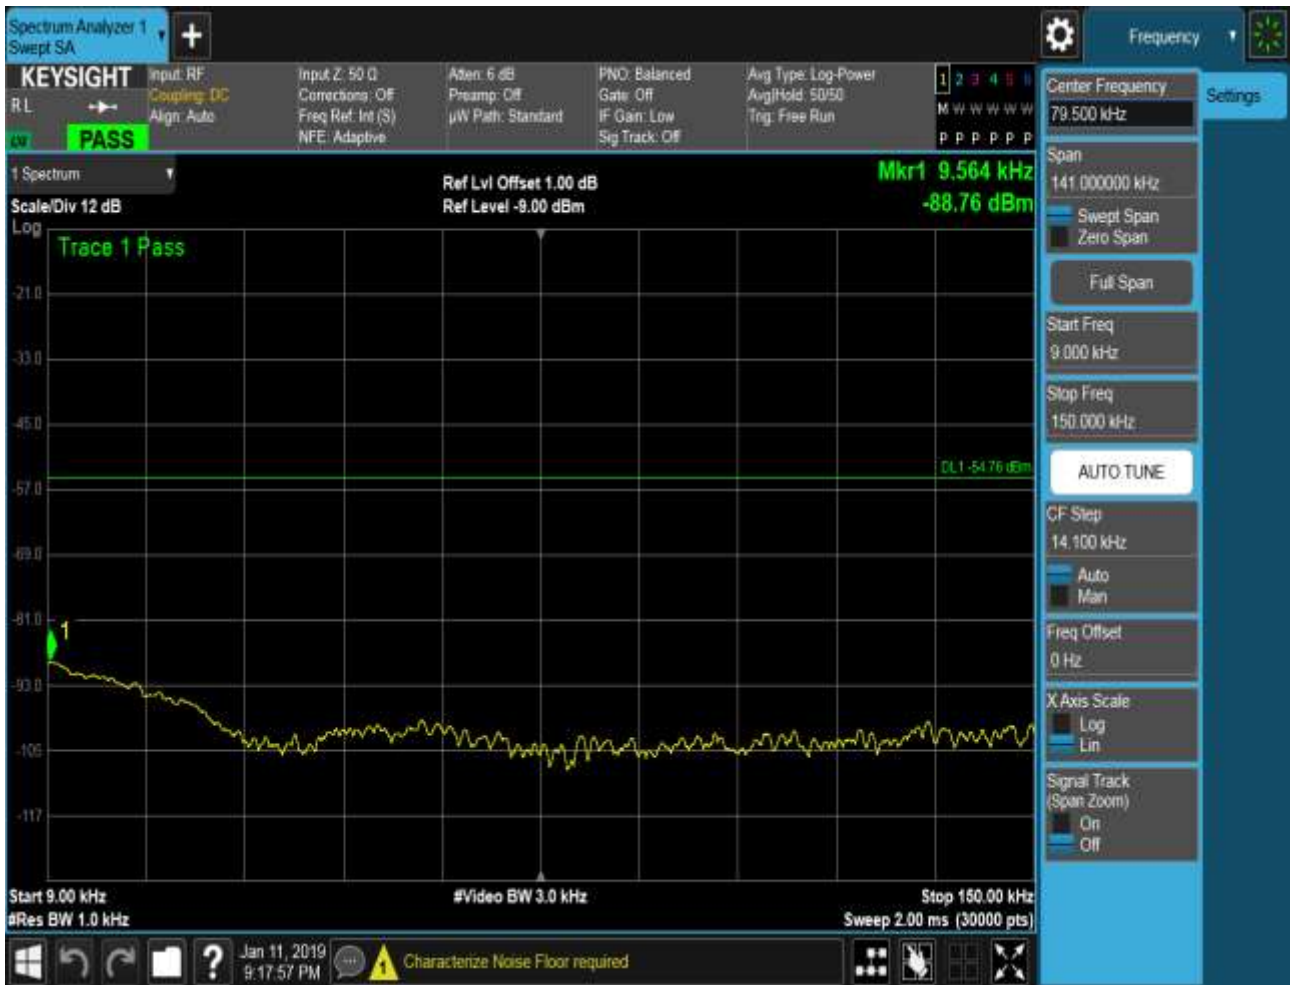 Spectrum Analyzer 1
Swept SA
Frequency
KEYSIGHT
R L
PASS
Input: RF
Coupling: DC
Align: Auto
Input Z: 50 Ω
Corrections: Off
Freq Ref: Int (S)
NFE: Adaptive
Atten: 6 dB
Preamp: Off
µW Path: Standard
PNO: Balanced
Gate: Off
IF Gain: Low
Sig Track: Off
Avg Type: Log-Power
Avg|Hold: 50/50
Trig: Free Run
1 2 3 4 5 6
M W W W W W
P P P P P P
1 Spectrum
Scale/Div 12 dB
Ref Lvl Offset 1.00 dB
Ref Level -9.00 dBm
Mkr1 9.564 kHz
-88.76 dBm
Log
Trace 1 Pass
-21.0
-33.0
-45.0
DL1 -54.76 dBm
-57.0
-69.0
-81.0
1
-93.0
-105
-117
Start 9.00 kHz
#Res BW 1.0 kHz
#Video BW 3.0 kHz
Stop 150.00 kHz
Sweep 2.00 ms (30000 pts)
Center Frequency
79.500 kHz
Settings
Span
141.000000 kHz
Swept Span
Zero Span
Full Span
Start Freq
9.000 kHz
Stop Freq
150.000 kHz
AUTO TUNE
CF Step
14.100 kHz
Auto
Man
Freq Offset
0 Hz
X Axis Scale
Log
Lin
Signal Track
(Span Zoom)
On
Off
?
Jan 11, 2019
9:17:57 PM
1
Characterize Noise Floor required